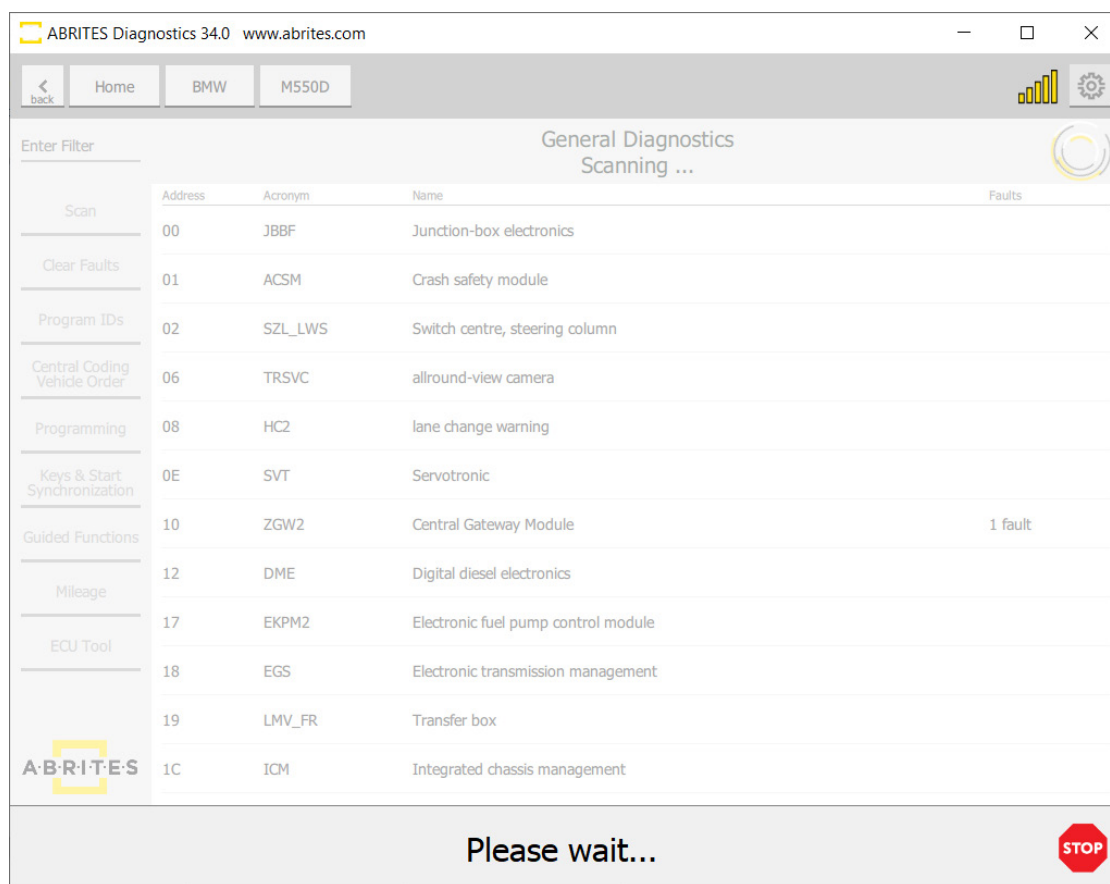 ABRITES Diagnostics 34.0 www.abrites.com
back Home BMW M550D
Enter Filter
General Diagnostics
Scanning ...
Scan
Clear Faults
Program IDs
Central Coding
Vehicle Order
Programming
Keys & Start
Synchronization
Guided Functions
Mileage
ECU Tool
A·B·R·I·T·E·S
Address Acronym Name Faults
00 JBBF Junction-box electronics
01 ACSM Crash safety module
02 SZL_LWS Switch centre, steering column
06 TRSVC allround-view camera
08 HC2 lane change warning
0E SVT Servotronic
10 ZGW2 Central Gateway Module 1 fault
12 DME Digital diesel electronics
17 EKPM2 Electronic fuel pump control module
18 EGS Electronic transmission management
19 LMV_FR Transfer box
1C ICM Integrated chassis management
Please wait...
STOP